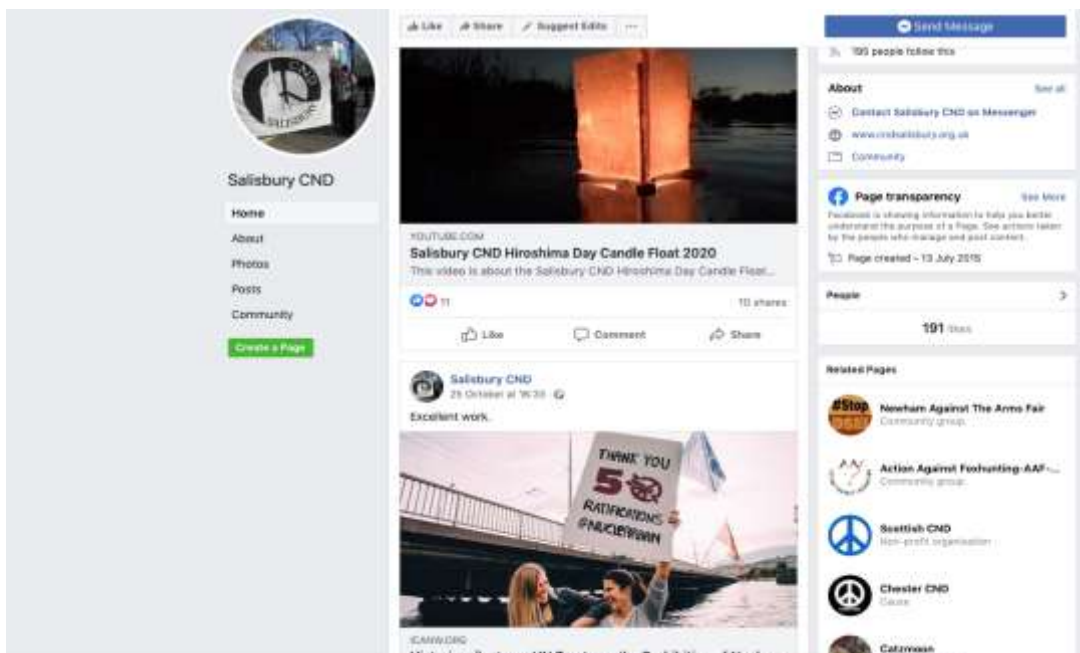 CND
SALISBURY
Salisbury CND
Home
About
Photos
Posts
Community
Create a Page
Like Share Suggest Edits ...
YOUTUBE.COM
Salisbury CND Hiroshima Day Candle Float 2020
This video is about the Salisbury CND Hiroshima Day Candle Float...
11
10 shares
Like Comment Share
Salisbury CND
25 October at 16:33
Excellent work.
THANK YOU
50
RATIFICATIONS
#NUCLEARBAN
ICANW.ORG
Send Message
195 people follow this
About See all
Contact Salisbury CND on Messenger
www.cndsalisbury.org.uk
Community
Page transparency See More
Facebook is showing information to help you better
understand the purpose of a Page. See actions taken
by the people who manage and post content.
Page created – 13 July 2015
People
191 likes
Related Pages
#Stop
Newham Against The Arms Fair
Community group
Action Against Foxhunting-AAF-...
Community group
Scottish CND
Non-profit organisation
Chester CND
Cause
Catzmoon